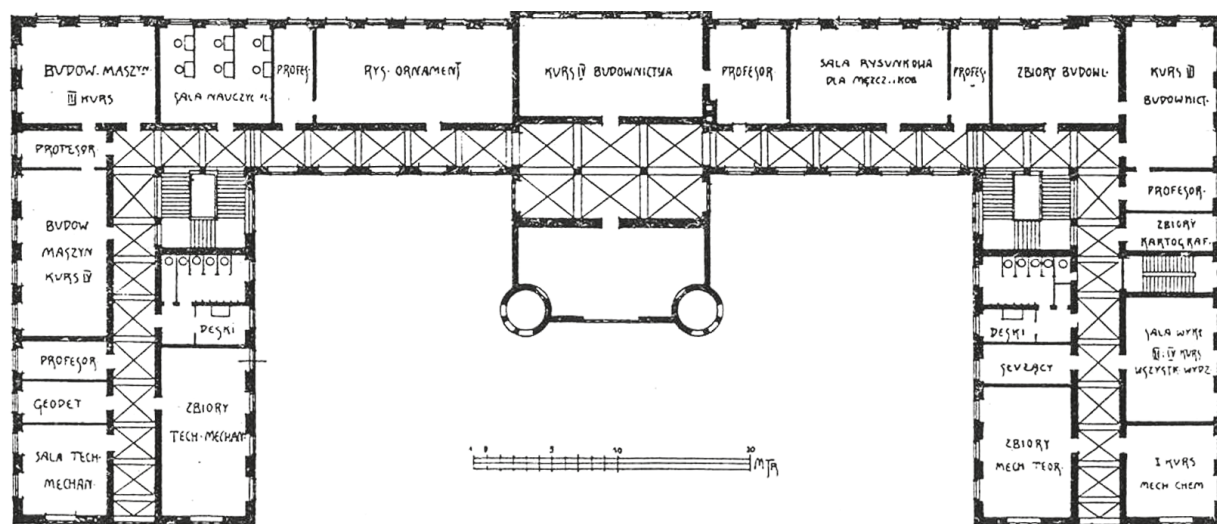 BUDOW. MASZYN.
III KURS
SALA NAUCZYC
PROFES.
RYS. ORNAMENT
KURS IV BUDOWNICTWA
PROFESOR
SALA RYSUNKOWA
DLA MĘZCZ. I KOB
PROFES.
ZBIORY BUDOWL.
KURS III
BUDOWNICT.
PROFESOR
BUDOW
MASZYN
KURS IV
PROFESOR.
ZBIORY
KARTOGRAF.
DESKI
DESKI
PROFESOR
GEODET
SALA TECH.
MECHAN.
ZBIORY
TECH. MECHAN.
SŁUŻĄCY
SALA WYKŁ
III i IV KURS
WSZYSTK. WYDZ
ZBIORY
MECH TEOR.
I KURS
MECH CHEM
1 0 5 10 20
MTR